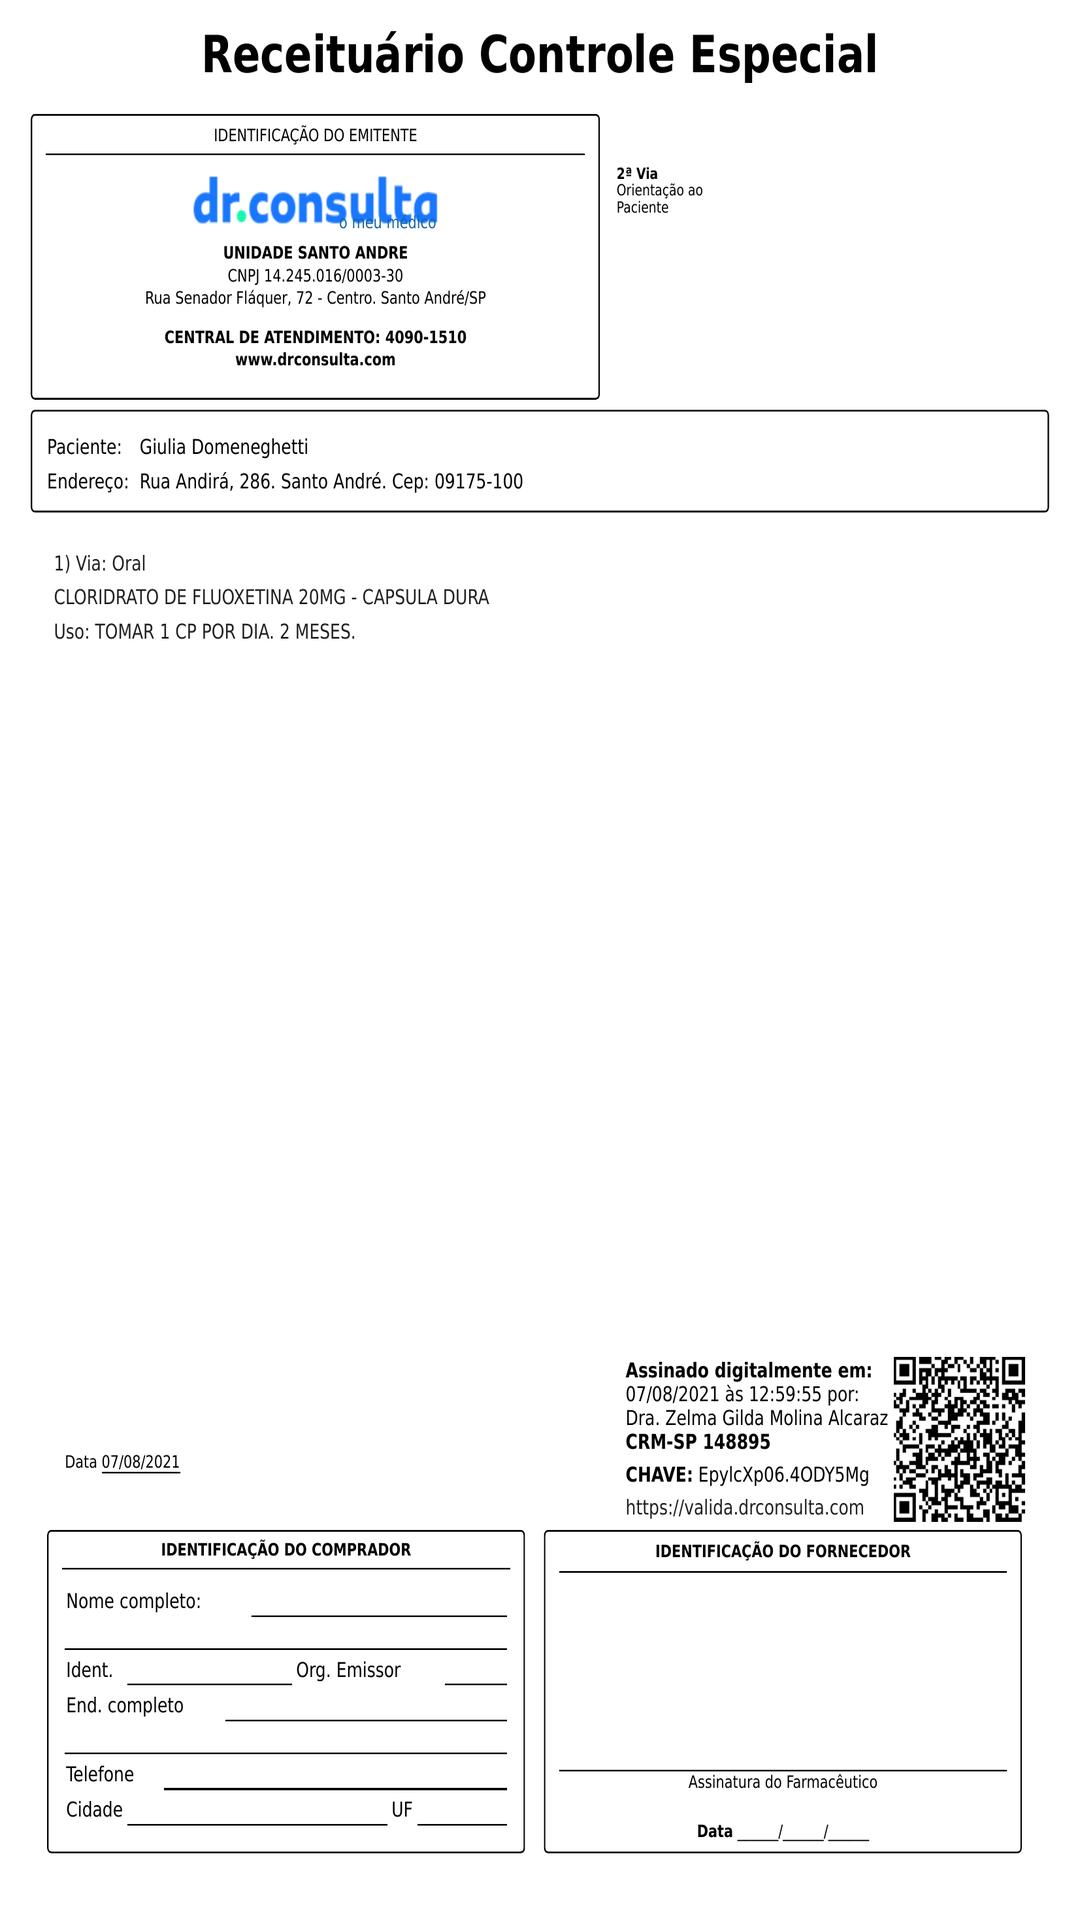 Receituário Controle Especial
IDENTIFICAÇÃO DO EMITENTE
dr.consulta
o meu médico
UNIDADE SANTO ANDRE
CNPJ 14.245.016/0003-30
Rua Senador Fláquer, 72 - Centro. Santo André/SP
CENTRAL DE ATENDIMENTO: 4090-1510
www.drconsulta.com
2ª Via
Orientação ao
Paciente
Paciente: Giulia Domeneghetti
Endereço: Rua Andirá, 286. Santo André. Cep: 09175-100
1) Via: Oral
CLORIDRATO DE FLUOXETINA 20MG - CAPSULA DURA
Uso: TOMAR 1 CP POR DIA. 2 MESES.
Data 07/08/2021
Assinado digitalmente em:
07/08/2021 às 12:59:55 por:
Dra. Zelma Gilda Molina Alcaraz
CRM-SP 148895
CHAVE: EpylcXp06.4ODY5Mg
https://valida.drconsulta.com
IDENTIFICAÇÃO DO COMPRADOR
Nome completo:
Ident. Org. Emissor
End. completo
Telefone
Cidade UF
IDENTIFICAÇÃO DO FORNECEDOR
Assinatura do Farmacêutico
Data _____/_____/_____